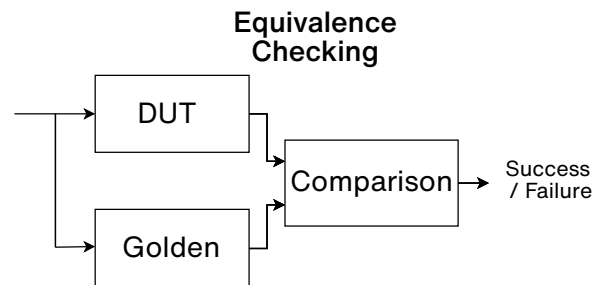 Equivalence
Checking
DUT
Comparison
Success
/ Failure
Golden